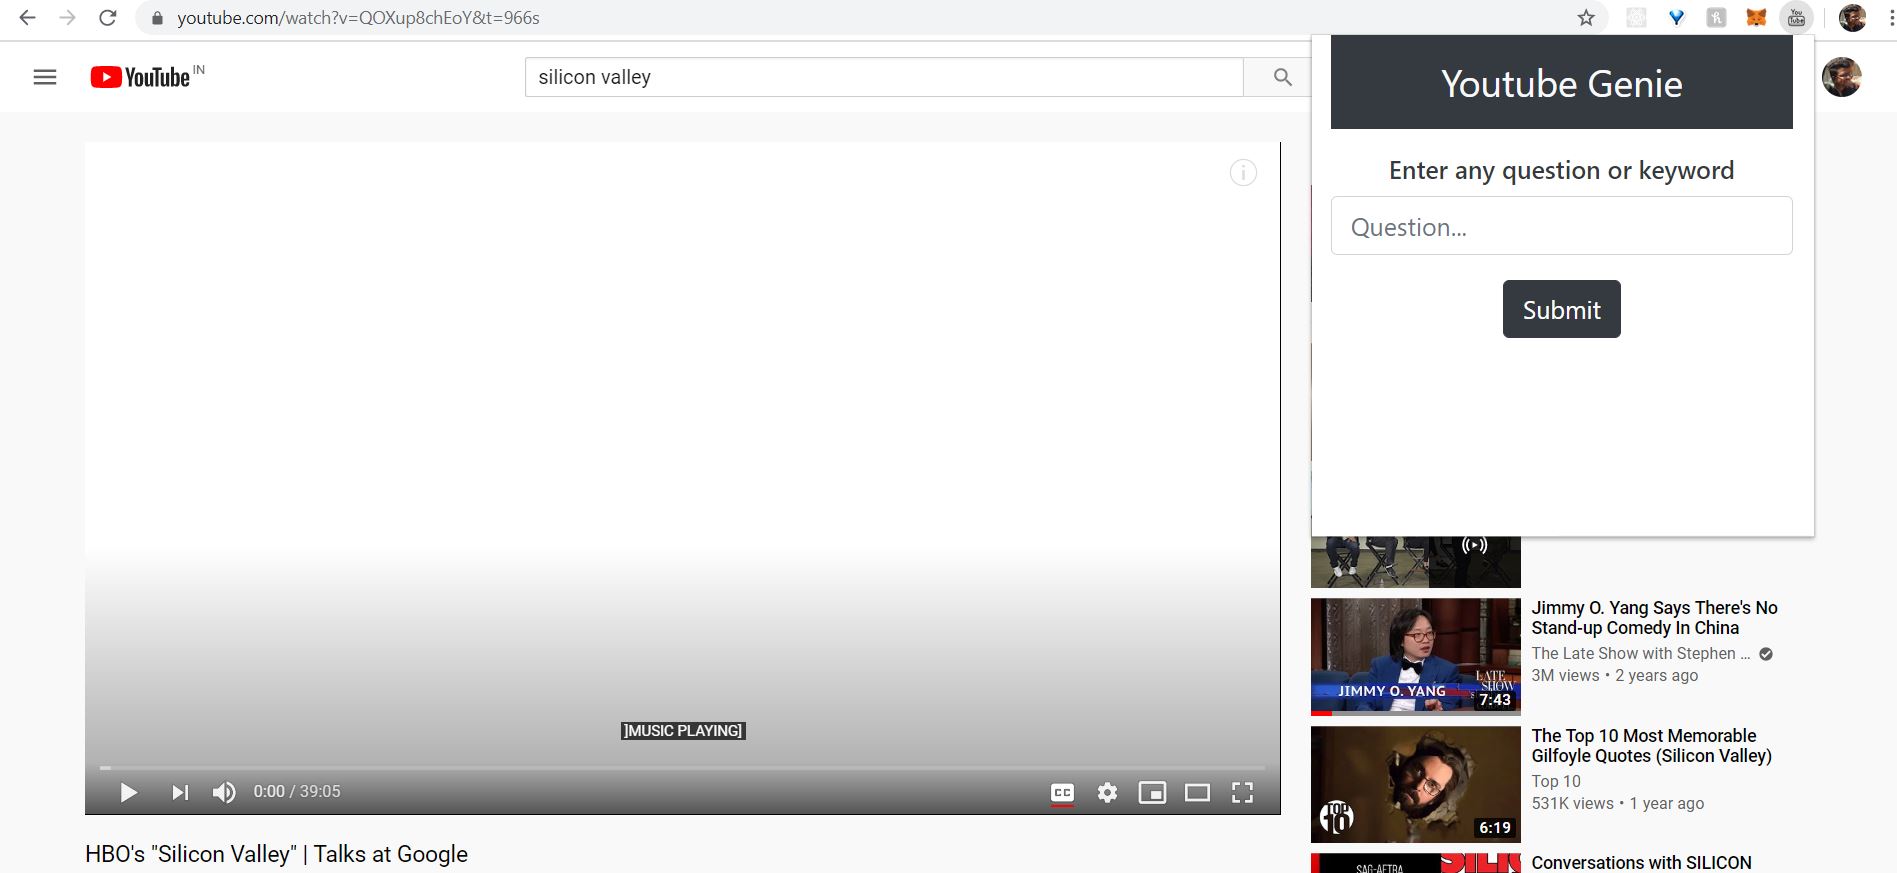 youtube.com/watch?v=QOXup8chEoY&t=966s
You
Tube
YouTube IN
silicon valley
Youtube Genie
Enter any question or keyword
Question...
Submit
]MUSIC PLAYING]
0:00 / 39:05
CC
HBO's "Silicon Valley" | Talks at Google
JIMMY O. YANG
LATE
SHOW
7:43
Jimmy O. Yang Says There's No
Stand-up Comedy In China
The Late Show with Stephen ...
3M views • 2 years ago
TOP
10
6:19
The Top 10 Most Memorable
Gilfoyle Quotes (Silicon Valley)
Top 10
531K views • 1 year ago
SAG-AFTRA
Conversations with SILICON